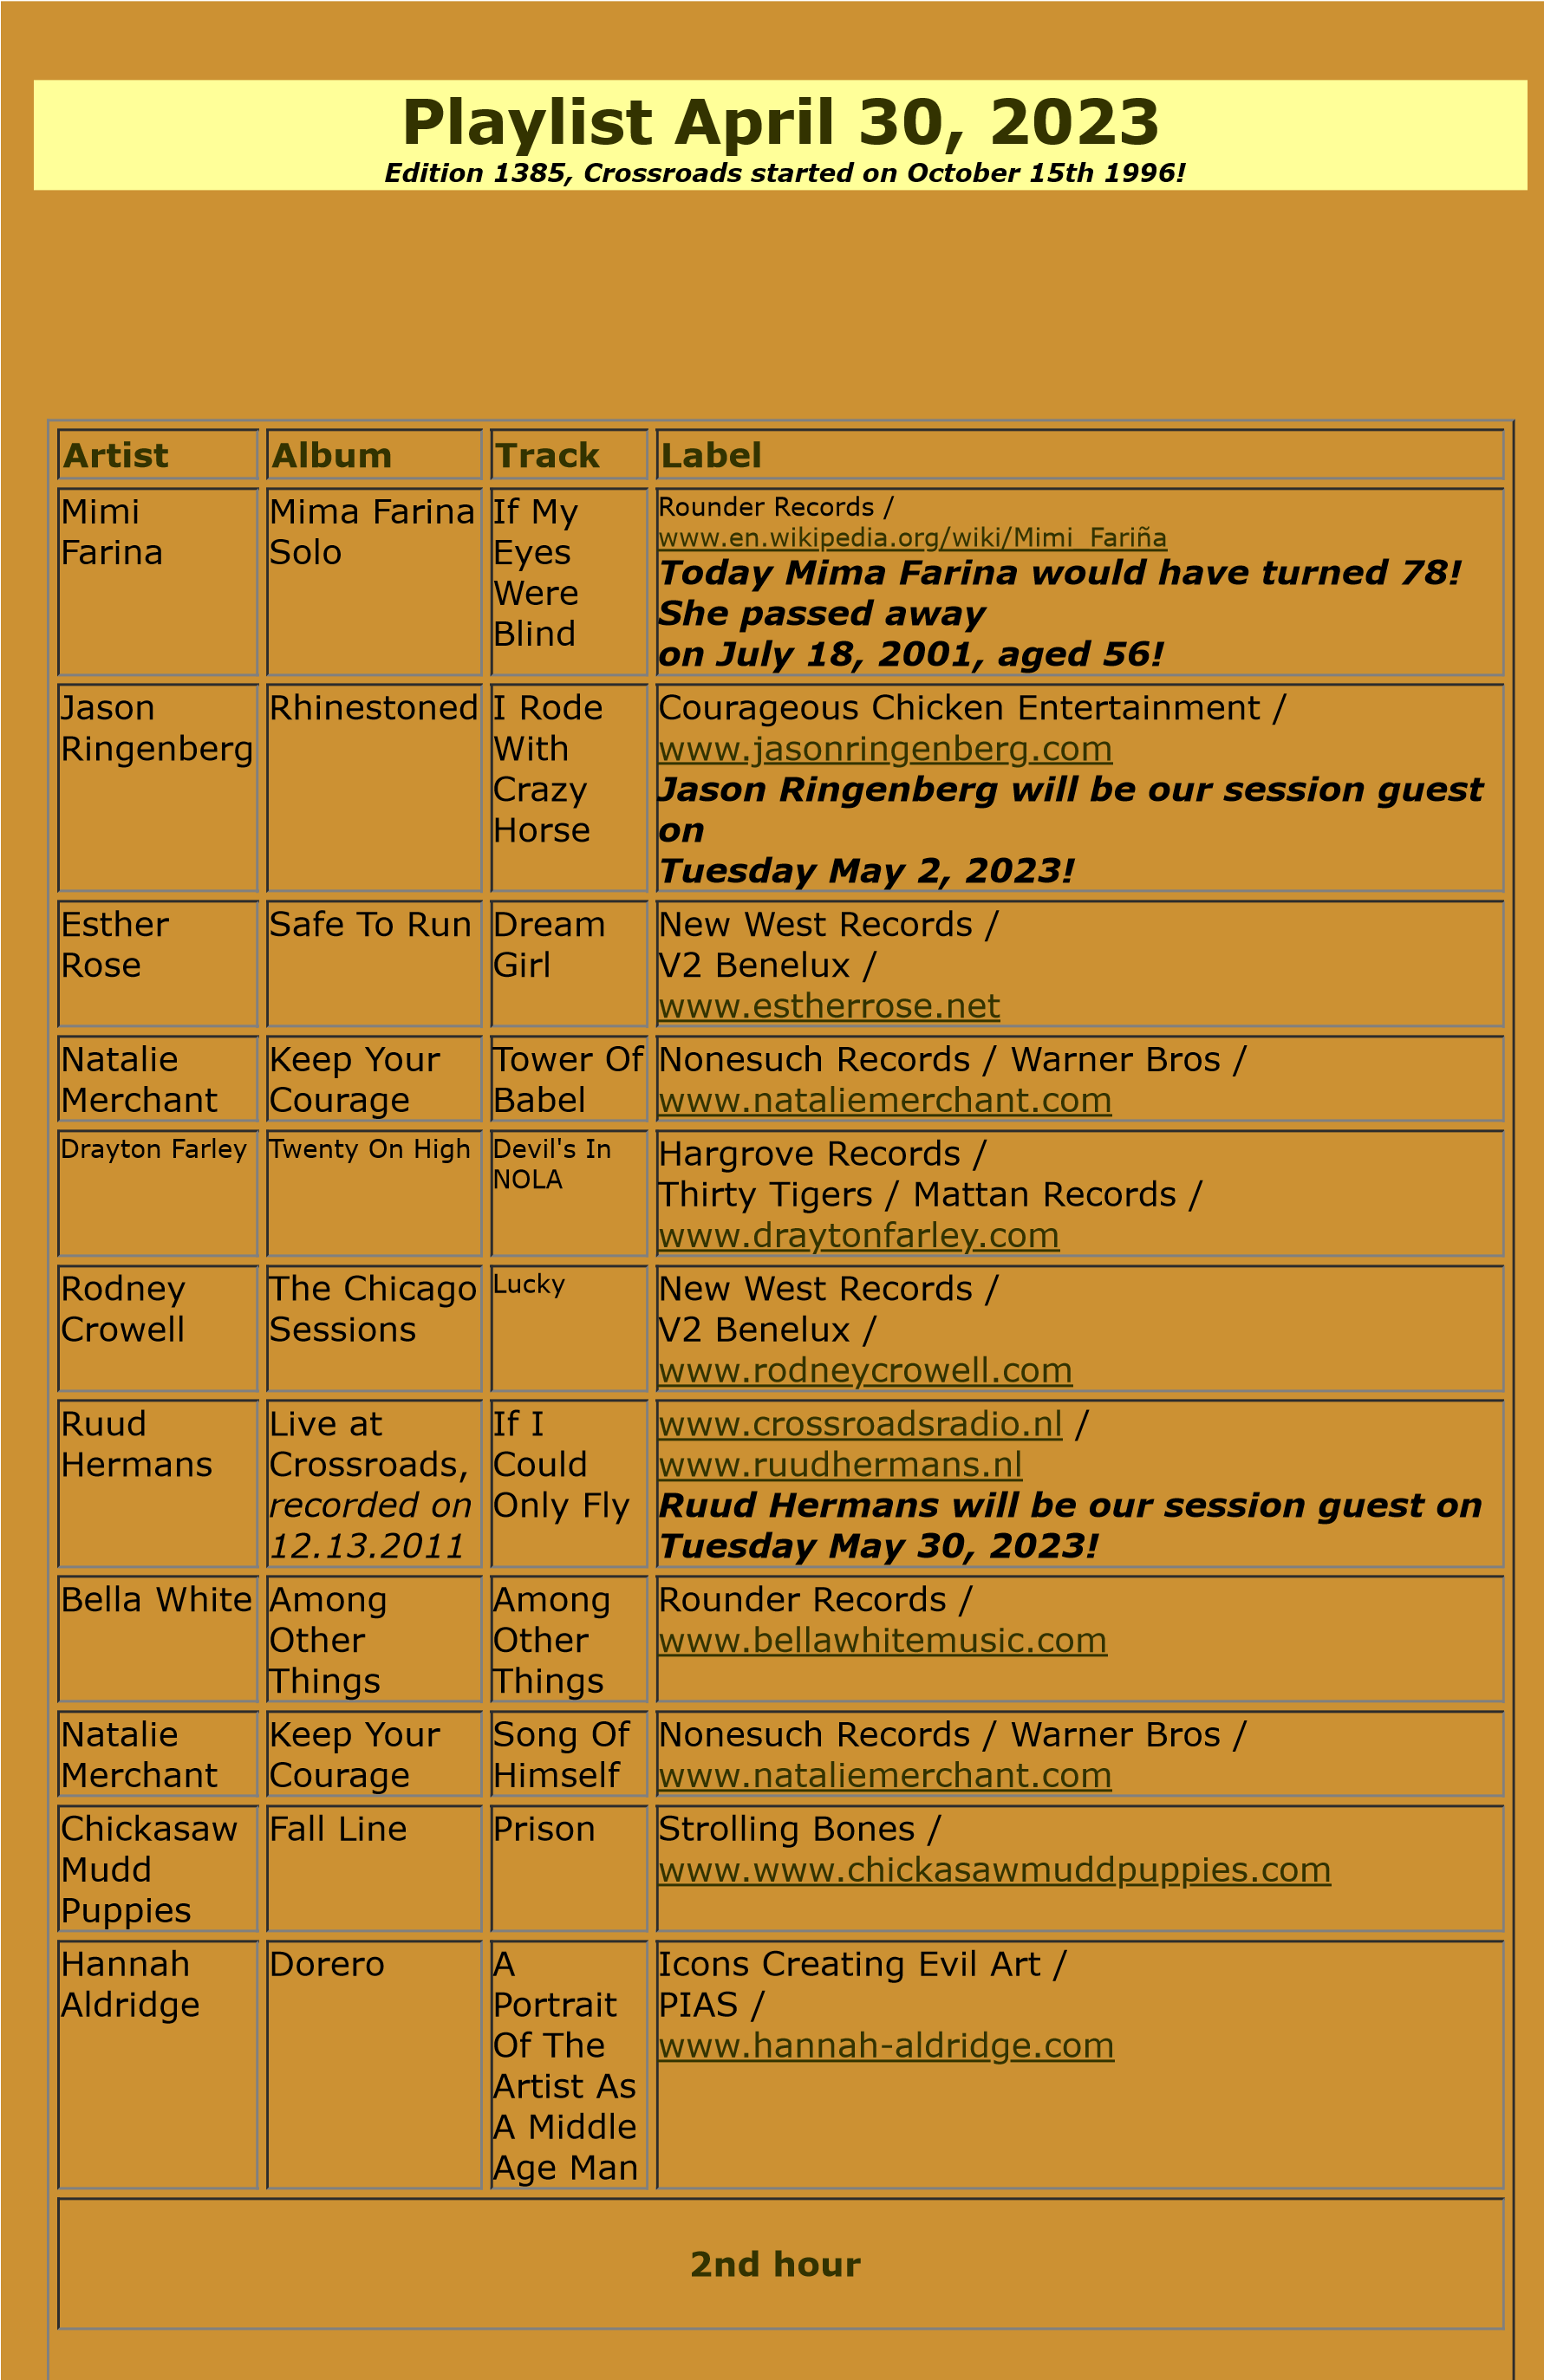 Playlist April 30, 2023
Edition 1385, Crossroads started on October 15th 1996!
Artist
Album
Track
Label
Mimi
Farina
Mima Farina
Solo
If My
Eyes
Were
Blind
Rounder Records /
www.en.wikipedia.org/wiki/Mimi_Fariña
Today Mima Farina would have turned 78!
She passed away
on July 18, 2001, aged 56!
Jason
Ringenberg
Rhinestoned
I Rode
With
Crazy
Horse
Courageous Chicken Entertainment /
www.jasonringenberg.com
Jason Ringenberg will be our session guest
on
Tuesday May 2, 2023!
Esther
Rose
Safe To Run
Dream
Girl
New West Records /
V2 Benelux /
www.estherrose.net
Natalie
Merchant
Keep Your
Courage
Tower Of
Babel
Nonesuch Records / Warner Bros /
www.nataliemerchant.com
Drayton Farley
Twenty On High
Devil's In
NOLA
Hargrove Records /
Thirty Tigers / Mattan Records /
www.draytonfarley.com
Rodney
Crowell
The Chicago
Sessions
Lucky
New West Records /
V2 Benelux /
www.rodneycrowell.com
Ruud
Hermans
Live at
Crossroads,
recorded on
12.13.2011
If I
Could
Only Fly
www.crossroadsradio.nl /
www.ruudhermans.nl
Ruud Hermans will be our session guest on
Tuesday May 30, 2023!
Bella White
Among
Other
Things
Among
Other
Things
Rounder Records /
www.bellawhitemusic.com
Natalie
Merchant
Keep Your
Courage
Song Of
Himself
Nonesuch Records / Warner Bros /
www.nataliemerchant.com
Chickasaw
Mudd
Puppies
Fall Line
Prison
Strolling Bones /
www.www.chickasawmuddpuppies.com
Hannah
Aldridge
Dorero
A
Portrait
Of The
Artist As
A Middle
Age Man
Icons Creating Evil Art /
PIAS /
www.hannah-aldridge.com
2nd hour